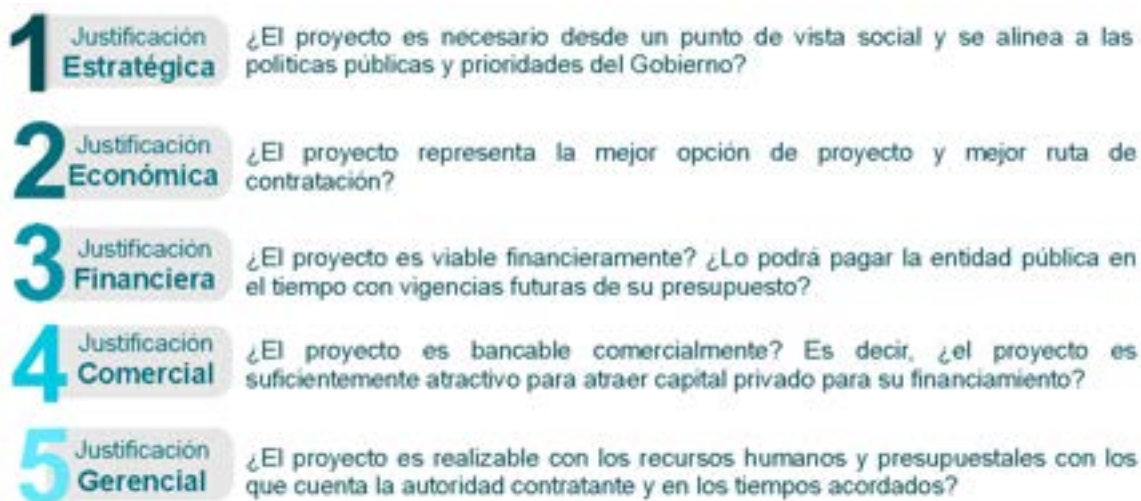 1
Justificación
Estratégica
¿El proyecto es necesario desde un punto de vista social y se alinea a las
politicas públicas y prioridades del Gobierno?
2
Justificación
Económica
¿El proyecto representa la mejor opción de proyecto y mejor ruta de
contratación?
3
Justificación
Financiera
¿El proyecto es viable financieramente? ¿Lo podrá pagar la entidad pública en
el tiempo con vigencias futuras de su presupuesto?
4
Justificación
Comercial
¿El proyecto es bancable comercialmente? Es decir, ¿el proyecto es
suficientemente atractivo para atraer capital privado para su financiamiento?
5
Justificación
Gerencial
¿El proyecto es realizable con los recursos humanos y presupuestales con los
que cuenta la autoridad contratante y en los tiempos acordados?